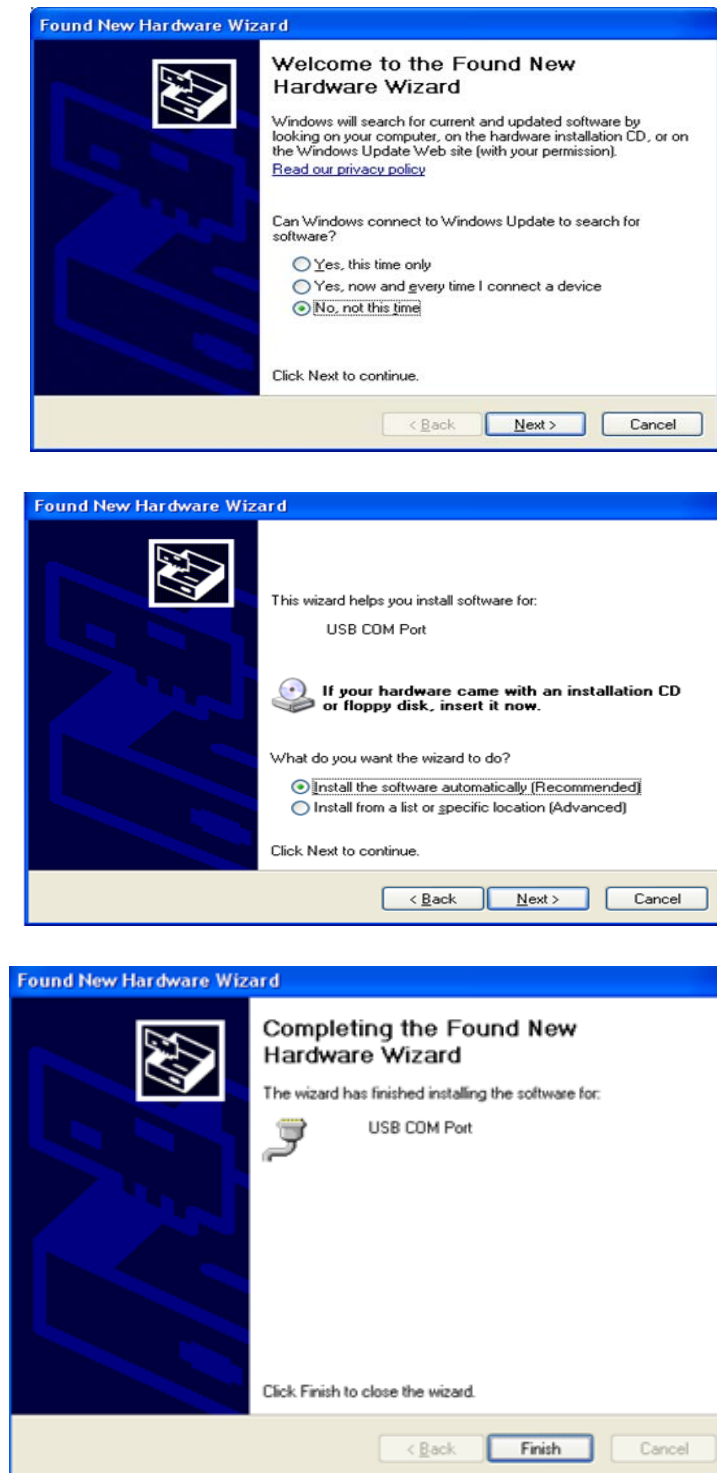 Found New Hardware Wizard
Welcome to the Found New
Hardware Wizard
Windows will search for current and updated software by
looking on your computer, on the hardware installation CD, or on
the Windows Update Web site (with your permission).
Read our privacy policy
Can Windows connect to Windows Update to search for
software?
Yes, this time only
Yes, now and every time I connect a device
No, not this time
Click Next to continue.
< Back
Next >
Cancel
Found New Hardware Wizard
This wizard helps you install software for:
USB COM Port
If your hardware came with an installation CD
or floppy disk, insert it now.
What do you want the wizard to do?
Install the software automatically (Recommended)
Install from a list or specific location (Advanced)
Click Next to continue.
< Back
Next >
Cancel
Found New Hardware Wizard
Completing the Found New
Hardware Wizard
The wizard has finished installing the software for:
USB COM Port
Click Finish to close the wizard.
< Back
Finish
Cancel